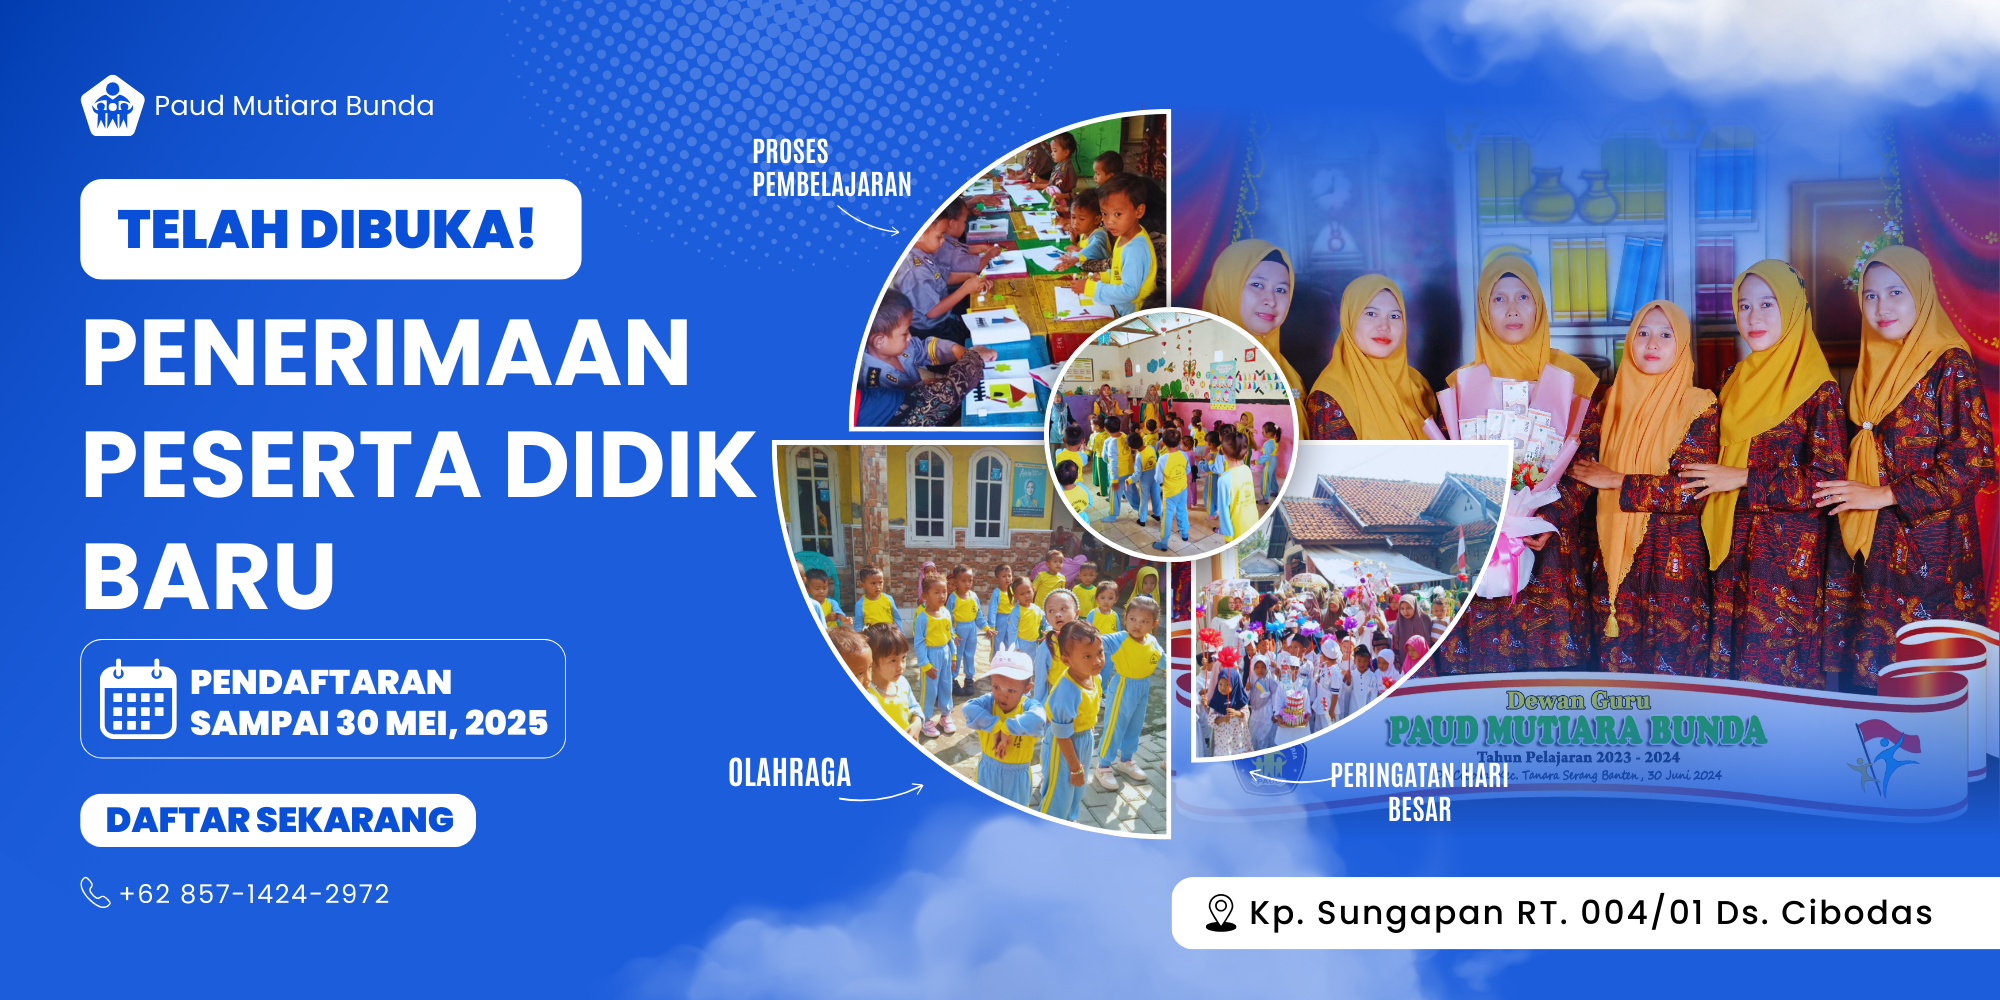 Paud Mutiara Bunda
TELAH DIBUKA!
PENERIMAAN
PESERTA DIDIK
BARU
PENDAFTARAN
SAMPAI 30 MEI, 2025
DAFTAR SEKARANG
+62 857-1424-2972
PROSES
PEMBELAJARAN
OLAHRAGA
PERINGATAN HARI
BESAR
Dewan Guru
PAUD MUTIARA BUNDA
Tahun Pelajaran 2023 - 2024
Tanara Serang Banten, 30 Juni 2024
Kp. Sungapan RT. 004/01 Ds. Cibodas